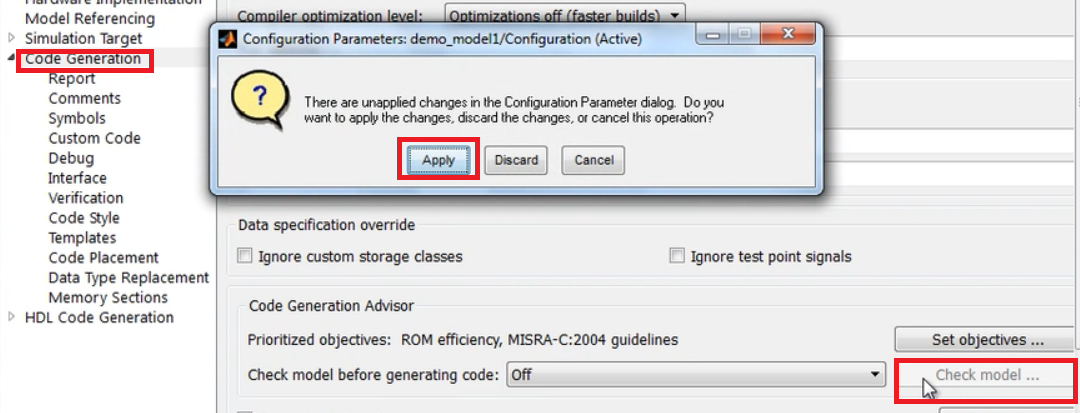 Hardware Implementation
Model Referencing
Simulation Target
Code Generation
Report
Comments
Symbols
Custom Code
Debug
Interface
Verification
Code Style
Templates
Code Placement
Data Type Replacement
Memory Sections
HDL Code Generation
Compiler optimization level: Optimizations off (faster builds)
Configuration Parameters: demo_model1/Configuration (Active)
There are unapplied changes in the Configuration Parameter dialog. Do you
want to apply the changes, discard the changes, or cancel this operation?
Apply Discard Cancel
Data specification override
Ignore custom storage classes Ignore test point signals
Code Generation Advisor
Prioritized objectives: ROM efficiency, MISRA-C:2004 guidelines Set objectives ...
Check model before generating code: Off Check model ...